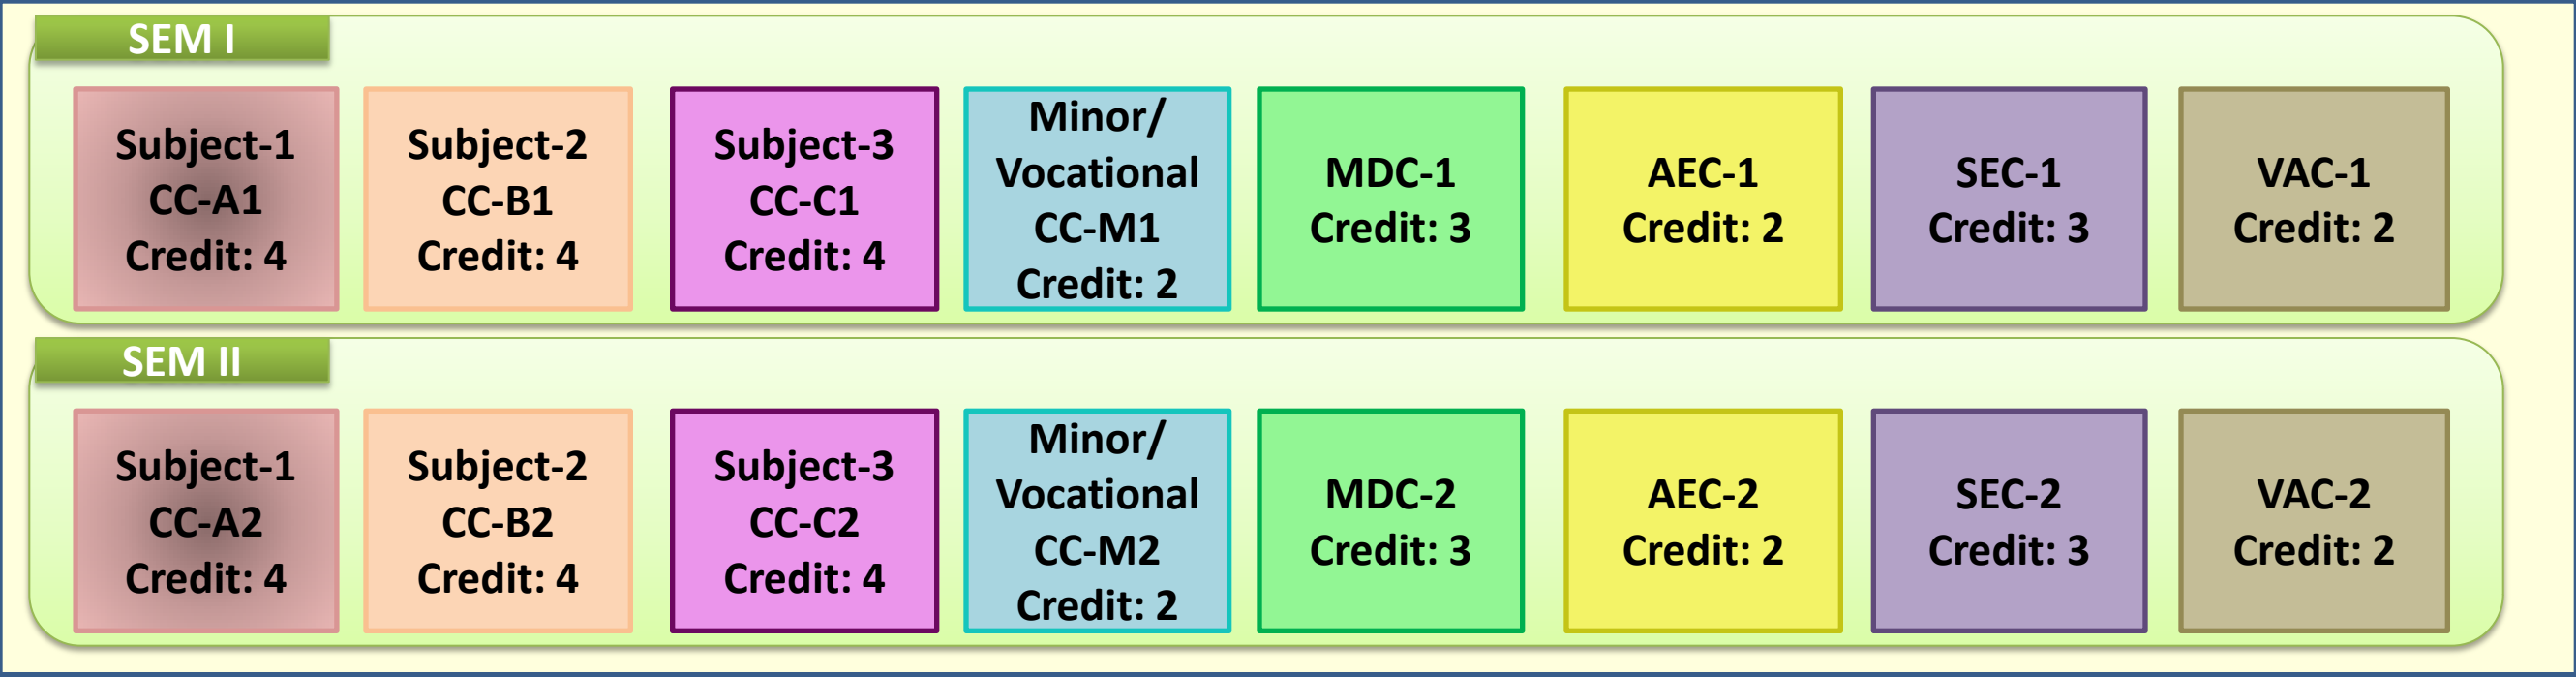 SEM I
Subject-1
CC-A1
Credit: 4
Subject-2
CC-B1
Credit: 4
Subject-3
CC-C1
Credit: 4
Minor/
Vocational
CC-M1
Credit: 2
MDC-1
Credit: 3
AEC-1
Credit: 2
SEC-1
Credit: 3
VAC-1
Credit: 2
SEM II
Subject-1
CC-A2
Credit: 4
Subject-2
CC-B2
Credit: 4
Subject-3
CC-C2
Credit: 4
Minor/
Vocational
CC-M2
Credit: 2
MDC-2
Credit: 3
AEC-2
Credit: 2
SEC-2
Credit: 3
VAC-2
Credit: 2